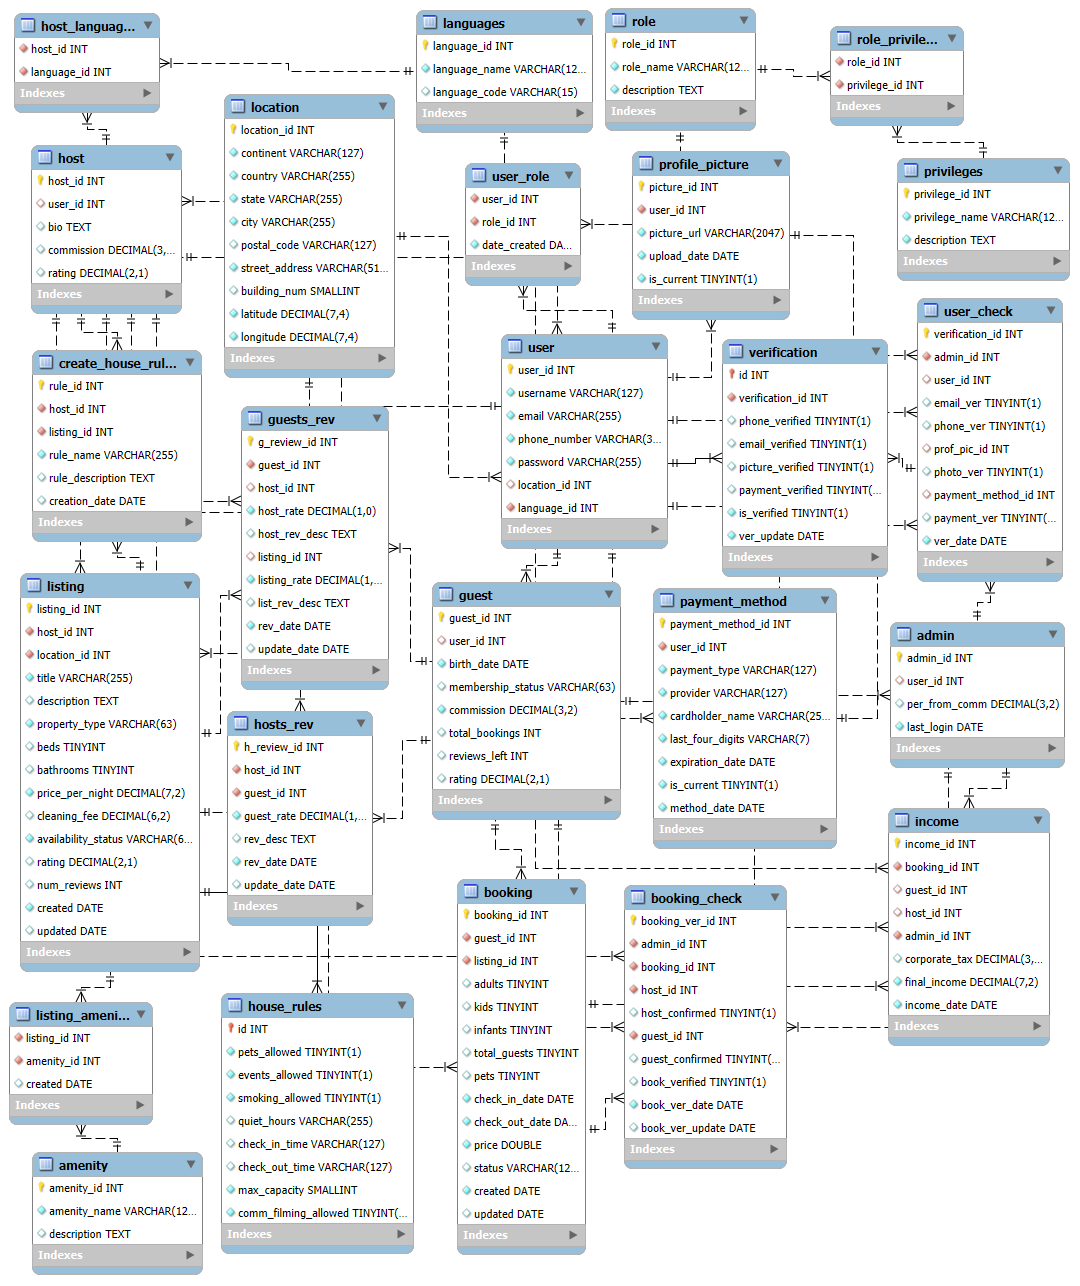 host_languag...
host_id INT
language_id INT
Indexes
languages
language_id INT
language_name VARCHAR(12...
language_code VARCHAR(15)
Indexes
role
role_id INT
role_name VARCHAR(12...
description TEXT
Indexes
role_privile...
role_id INT
privilege_id INT
Indexes
host
host_id INT
user_id INT
bio TEXT
commission DECIMAL(3,...
rating DECIMAL(2,1)
Indexes
location
location_id INT
continent VARCHAR(127)
country VARCHAR(255)
state VARCHAR(255)
city VARCHAR(255)
postal_code VARCHAR(127)
street_address VARCHAR(51...
building_num SMALLINT
latitude DECIMAL(7,4)
longitude DECIMAL(7,4)
Indexes
user_role
user_id INT
role_id INT
date_created DA...
Indexes
profile_picture
picture_id INT
user_id INT
picture_url VARCHAR(2047)
upload_date DATE
is_current TINYINT(1)
Indexes
privileges
privilege_id INT
privilege_name VARCHAR(12...
description TEXT
Indexes
create_house_rul...
rule_id INT
host_id INT
listing_id INT
rule_name VARCHAR(255)
rule_description TEXT
creation_date DATE
Indexes
guests_rev
g_review_id INT
guest_id INT
host_id INT
host_rate DECIMAL(1,0)
host_rev_desc TEXT
listing_id INT
listing_rate DECIMAL(1,...
list_rev_desc TEXT
rev_date DATE
update_date DATE
Indexes
user
user_id INT
username VARCHAR(127)
email VARCHAR(255)
phone_number VARCHAR(3...
password VARCHAR(255)
location_id INT
language_id INT
Indexes
verification
id INT
verification_id INT
phone_verified TINYINT(1)
email_verified TINYINT(1)
picture_verified TINYINT(1)
payment_verified TINYINT(...
is_verified TINYINT(1)
ver_update DATE
Indexes
user_check
verification_id INT
admin_id INT
user_id INT
email_ver TINYINT(1)
phone_ver TINYINT(1)
prof_pic_id INT
photo_ver TINYINT(1)
payment_method_id INT
payment_ver TINYINT(...
ver_date DATE
Indexes
listing
listing_id INT
host_id INT
location_id INT
title VARCHAR(255)
description TEXT
property_type VARCHAR(63)
beds TINYINT
bathrooms TINYINT
price_per_night DECIMAL(7,2)
cleaning_fee DECIMAL(6,2)
availability_status VARCHAR(6...
rating DECIMAL(2,1)
num_reviews INT
created DATE
updated DATE
Indexes
hosts_rev
h_review_id INT
host_id INT
guest_id INT
guest_rate DECIMAL(1,...
rev_desc TEXT
rev_date DATE
update_date DATE
Indexes
guest
guest_id INT
user_id INT
birth_date DATE
membership_status VARCHAR(63)
commission DECIMAL(3,2)
total_bookings INT
reviews_left INT
rating DECIMAL(2,1)
Indexes
payment_method
payment_method_id INT
user_id INT
payment_type VARCHAR(127)
provider VARCHAR(127)
cardholder_name VARCHAR(25...
last_four_digits VARCHAR(7)
expiration_date DATE
is_current TINYINT(1)
method_date DATE
Indexes
admin
admin_id INT
user_id INT
per_from_comm DECIMAL(3,2)
last_login DATE
Indexes
income
income_id INT
booking_id INT
guest_id INT
host_id INT
admin_id INT
corporate_tax DECIMAL(3,...
final_income DECIMAL(7,2)
income_date DATE
Indexes
listing_ameni...
listing_id INT
amenity_id INT
created DATE
Indexes
house_rules
id INT
pets_allowed TINYINT(1)
events_allowed TINYINT(1)
smoking_allowed TINYINT(1)
quiet_hours VARCHAR(255)
check_in_time VARCHAR(127)
check_out_time VARCHAR(127)
max_capacity SMALLINT
comm_filming_allowed TINYINT(...
Indexes
booking
booking_id INT
guest_id INT
listing_id INT
adults TINYINT
kids TINYINT
infants TINYINT
total_guests TINYINT
pets TINYINT
check_in_date DATE
check_out_date DA...
price DOUBLE
status VARCHAR(12...
created DATE
updated DATE
Indexes
booking_check
booking_ver_id INT
admin_id INT
booking_id INT
host_id INT
host_confirmed TINYINT(1)
guest_id INT
guest_confirmed TINYINT(...
book_verified TINYINT(1)
book_ver_date DATE
book_ver_update DATE
Indexes
amenity
amenity_id INT
amenity_name VARCHAR(12...
description TEXT
Indexes